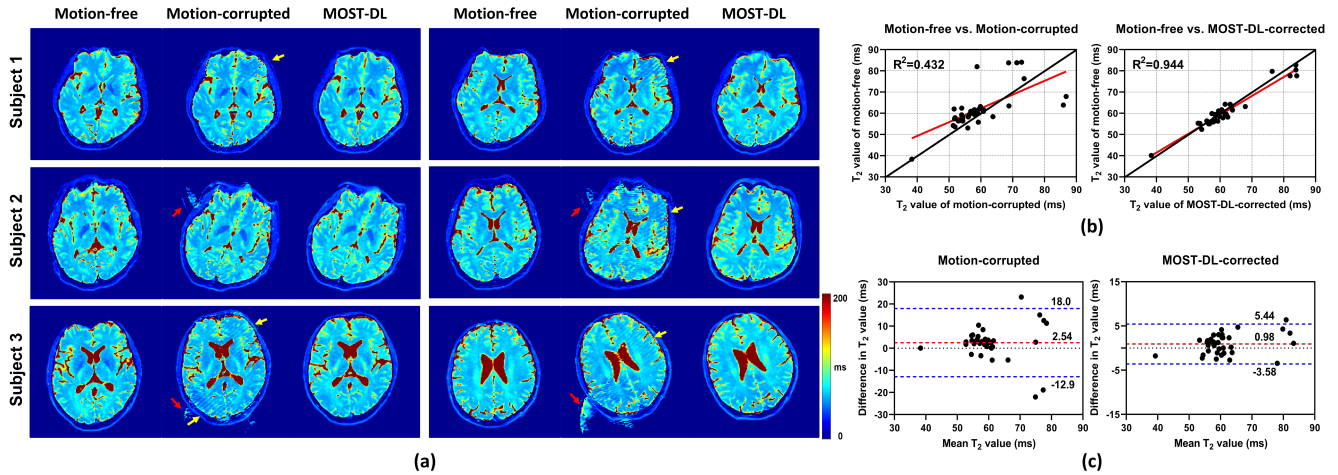 (a)
Motion-free Motion-corrupted MOST-DL Motion-free Motion-corrupted MOST-DL
Subject 1
Subject 2
Subject 3
200
ms
0
Motion-free vs. Motion-corrupted
R²=0.432
T₂ value of motion-free (ms)
90
80
70
60
50
40
30
30 40 50 60 70 80 90
T₂ value of motion-corrupted (ms)
Motion-free vs. MOST-DL-corrected
R²=0.944
T₂ value of motion-free (ms)
90
80
70
60
50
40
30
30 40 50 60 70 80 90
T₂ value of MOST-DL-corrected (ms)
(b)
Motion-corrupted
Difference in T₂ value (ms)
30
20
10
0
-10
-20
-30
18.0
2.54
-12.9
30 40 50 60 70 80 90
Mean T₂ value (ms)
MOST-DL-corrected
Difference in T₂ value (ms)
15
5
-5
-15
5.44
0.98
-3.58
30 40 50 60 70 80 90
Mean T₂ value (ms)
(a)
(c)